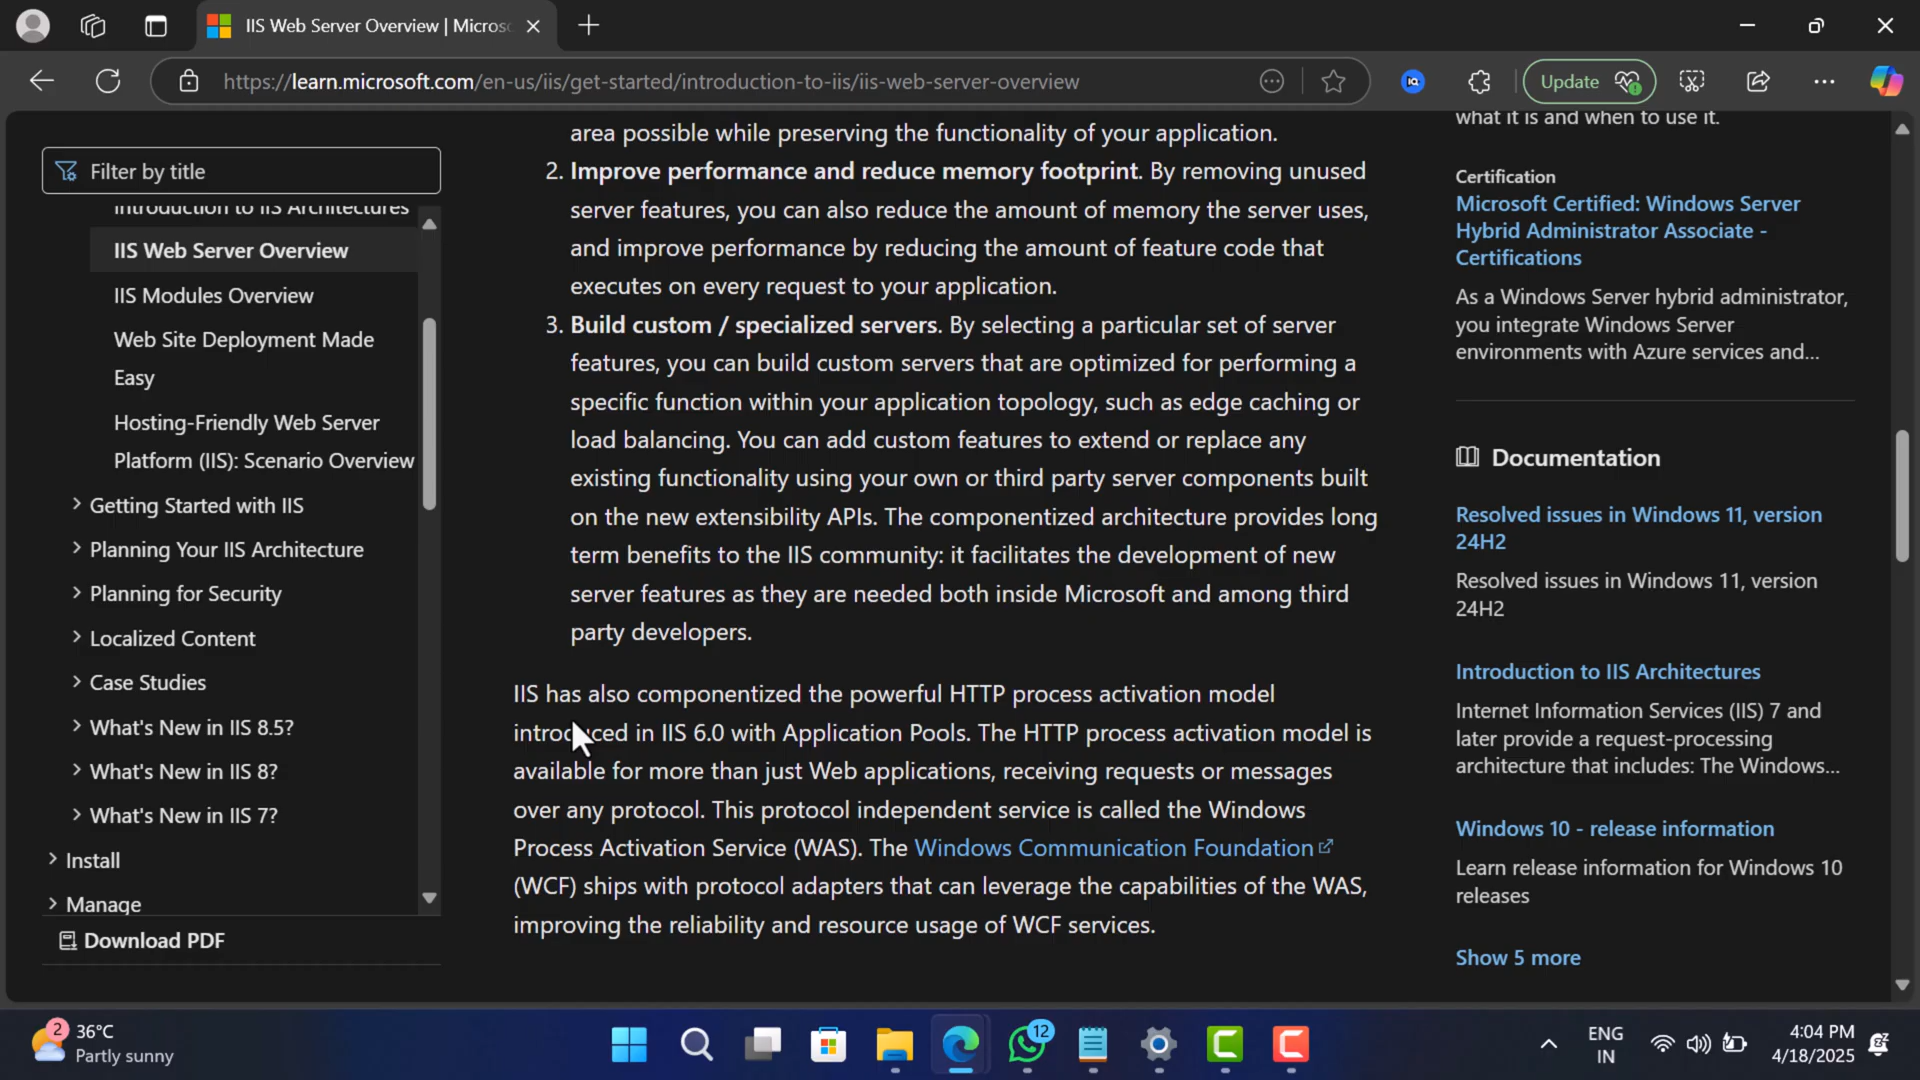 IIS Web Server Overview | Micros
https://learn.microsoft.com/en-us/iis/get-started/introduction-to-iis/iis-web-server-overview
Update
Filter by title
Introduction to IIS Architectures
IIS Web Server Overview
IIS Modules Overview
Web Site Deployment Made
Easy
Hosting-Friendly Web Server
Platform (IIS): Scenario Overview
Getting Started with IIS
Planning Your IIS Architecture
Planning for Security
Localized Content
Case Studies
What's New in IIS 8.5?
What's New in IIS 8?
What's New in IIS 7?
Install
Manage
Download PDF
area possible while preserving the functionality of your application.
2. Improve performance and reduce memory footprint. By removing unused
server features, you can also reduce the amount of memory the server uses,
and improve performance by reducing the amount of feature code that
executes on every request to your application.
3. Build custom / specialized servers. By selecting a particular set of server
features, you can build custom servers that are optimized for performing a
specific function within your application topology, such as edge caching or
load balancing. You can add custom features to extend or replace any
existing functionality using your own or third party server components built
on the new extensibility APIs. The componentized architecture provides long
term benefits to the IIS community: it facilitates the development of new
server features as they are needed both inside Microsoft and among third
party developers.
IIS has also componentized the powerful HTTP process activation model
introduced in IIS 6.0 with Application Pools. The HTTP process activation model is
available for more than just Web applications, receiving requests or messages
over any protocol. This protocol independent service is called the Windows
Process Activation Service (WAS). The Windows Communication Foundation
(WCF) ships with protocol adapters that can leverage the capabilities of the WAS,
improving the reliability and resource usage of WCF services.
what it is and when to use it.
Certification
Microsoft Certified: Windows Server
Hybrid Administrator Associate -
Certifications
As a Windows Server hybrid administrator,
you integrate Windows Server
environments with Azure services and...
Documentation
Resolved issues in Windows 11, version
24H2
Resolved issues in Windows 11, version
24H2
Introduction to IIS Architectures
Internet Information Services (IIS) 7 and
later provide a request-processing
architecture that includes: The Windows...
Windows 10 - release information
Learn release information for Windows 10
releases
Show 5 more
2
36°C
Partly sunny
12
ENG
IN
4:04 PM
4/18/2025